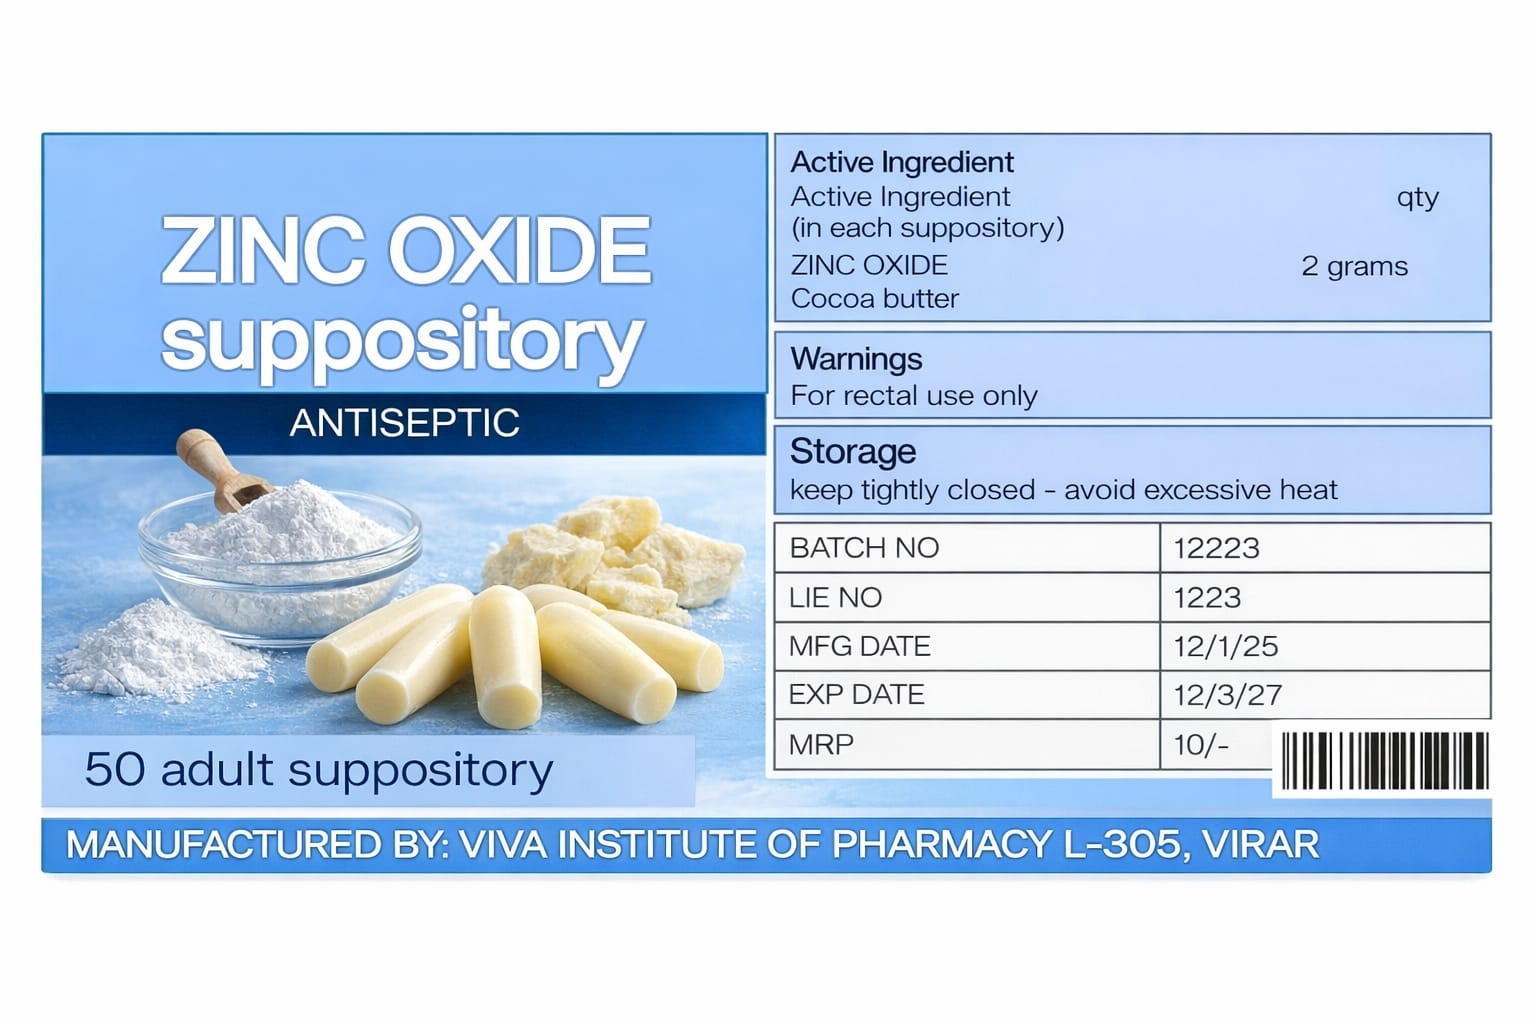 ZINC OXIDE
suppository
ANTISEPTIC
50 adult suppository
Active Ingredient
Active Ingredient qty
(in each suppository)
ZINC OXIDE 2 grams
Cocoa butter
Warnings
For rectal use only
Storage
keep tightly closed - avoid excessive heat
BATCH NO 12223
LIE NO 1223
MFG DATE 12/1/25
EXP DATE 12/3/27
MRP 10/-
MANUFACTURED BY: VIVA INSTITUTE OF PHARMACY L-305, VIRAR